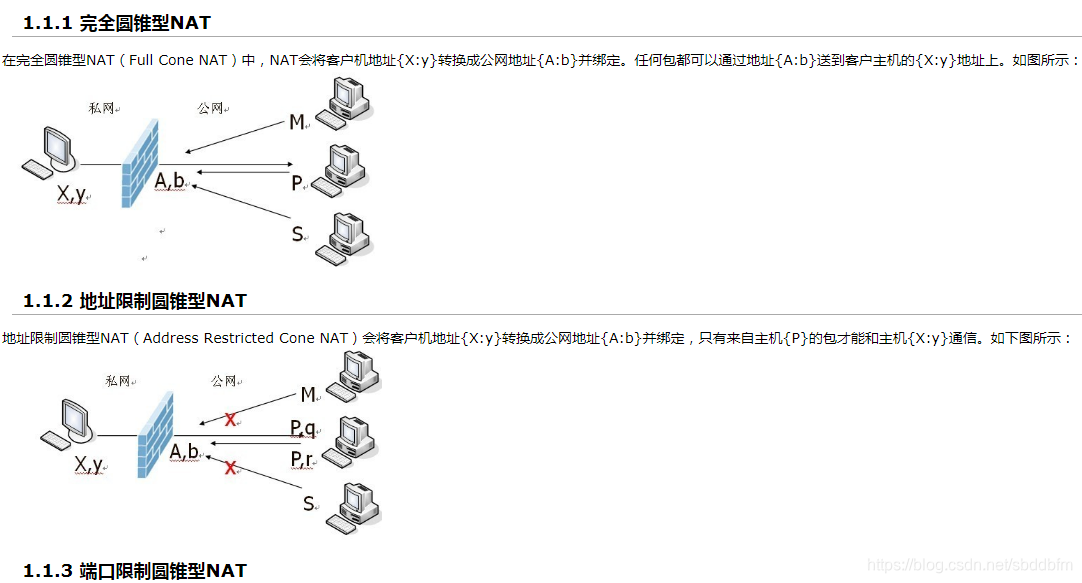 1.1.1 完全圆锥型NAT
在完全圆锥型NAT（Full Cone NAT）中，NAT会将客户机地址{X:y}转换成公网地址{A:b}并绑定。任何包都可以通过地址{A:b}送到客户主机的{X:y}地址上。如图所示：
私网
公网
M
A,b
P
X,y
S
1.1.2 地址限制圆锥型NAT
地址限制圆锥型NAT（Address Restricted Cone NAT）会将客户机地址{X:y}转换成公网地址{A:b}并绑定，只有来自主机{P}的包才能和主机{X:y}通信。如下图所示：
私网
公网
M
X
P,q
A,b
P,r
X,y
X
S
1.1.3 端口限制圆锥型NAT
https://blog.csdn.net/sbddbfm